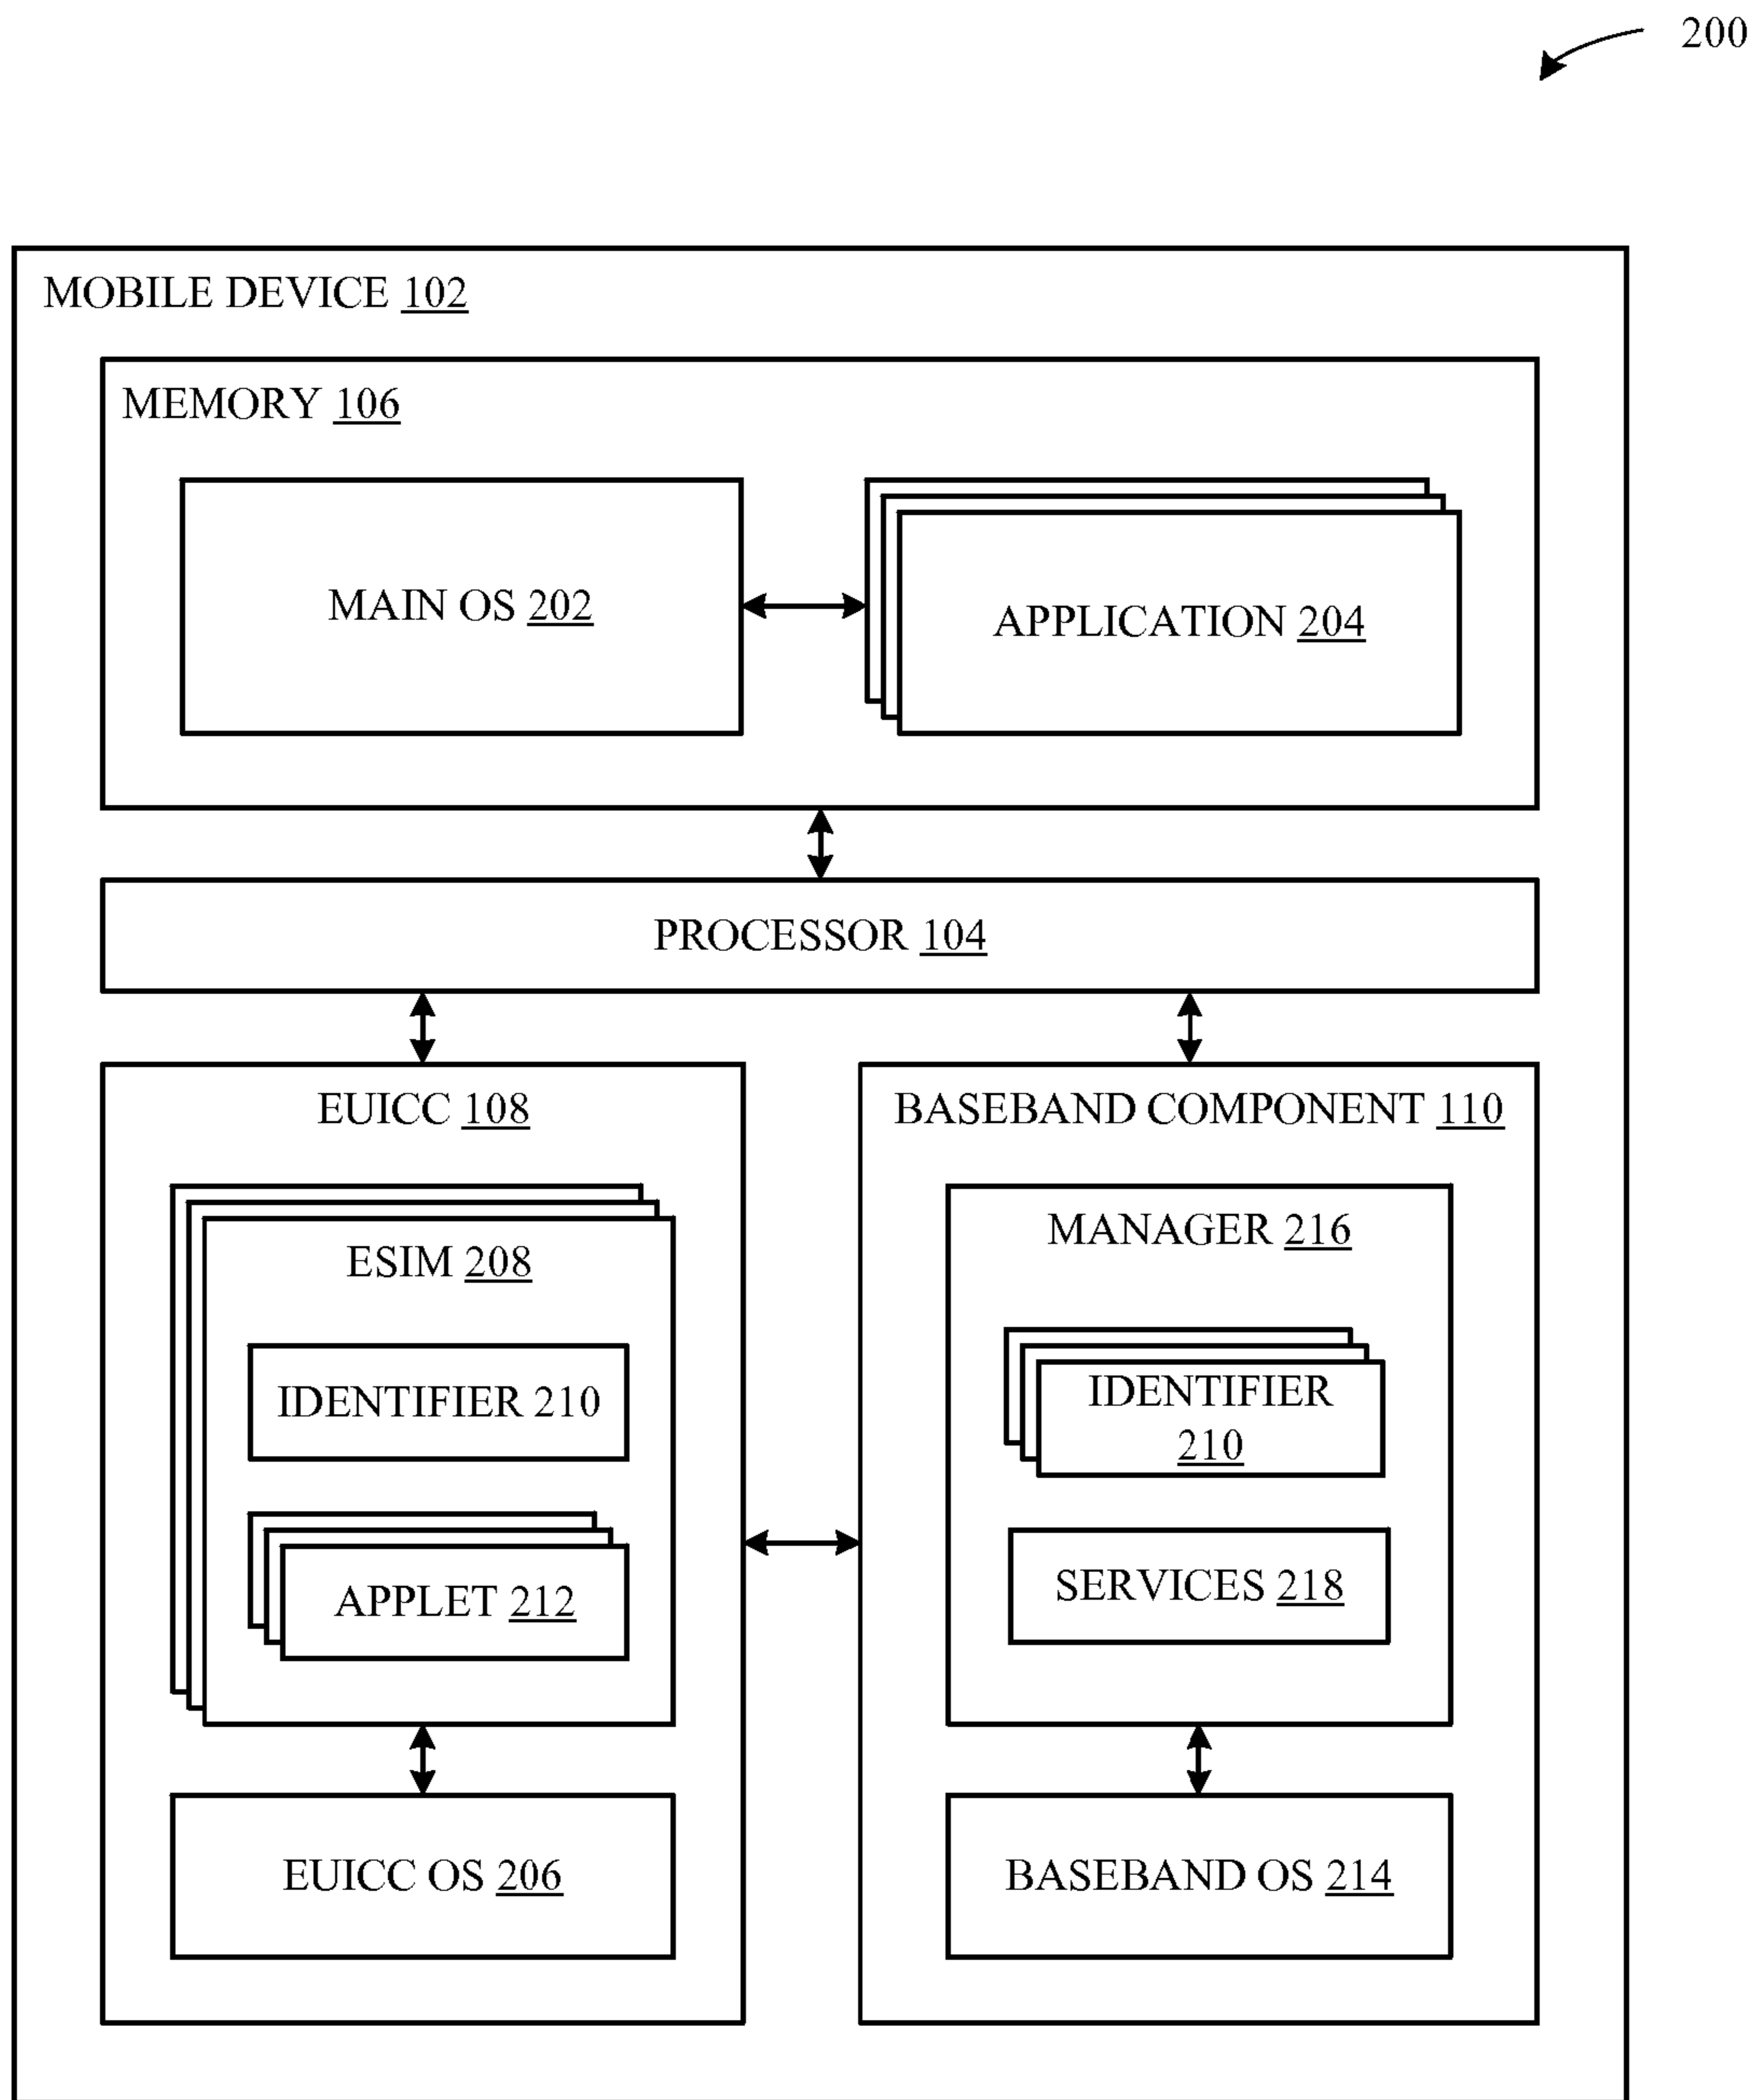 200
MOBILE DEVICE 102
MEMORY 106
MAIN OS 202
APPLICATION 204
PROCESSOR 104
EUICC 108
ESIM 208
IDENTIFIER 210
APPLET 212
EUICC OS 206
BASEBAND COMPONENT 110
MANAGER 216
IDENTIFIER
210
SERVICES 218
BASEBAND OS 214